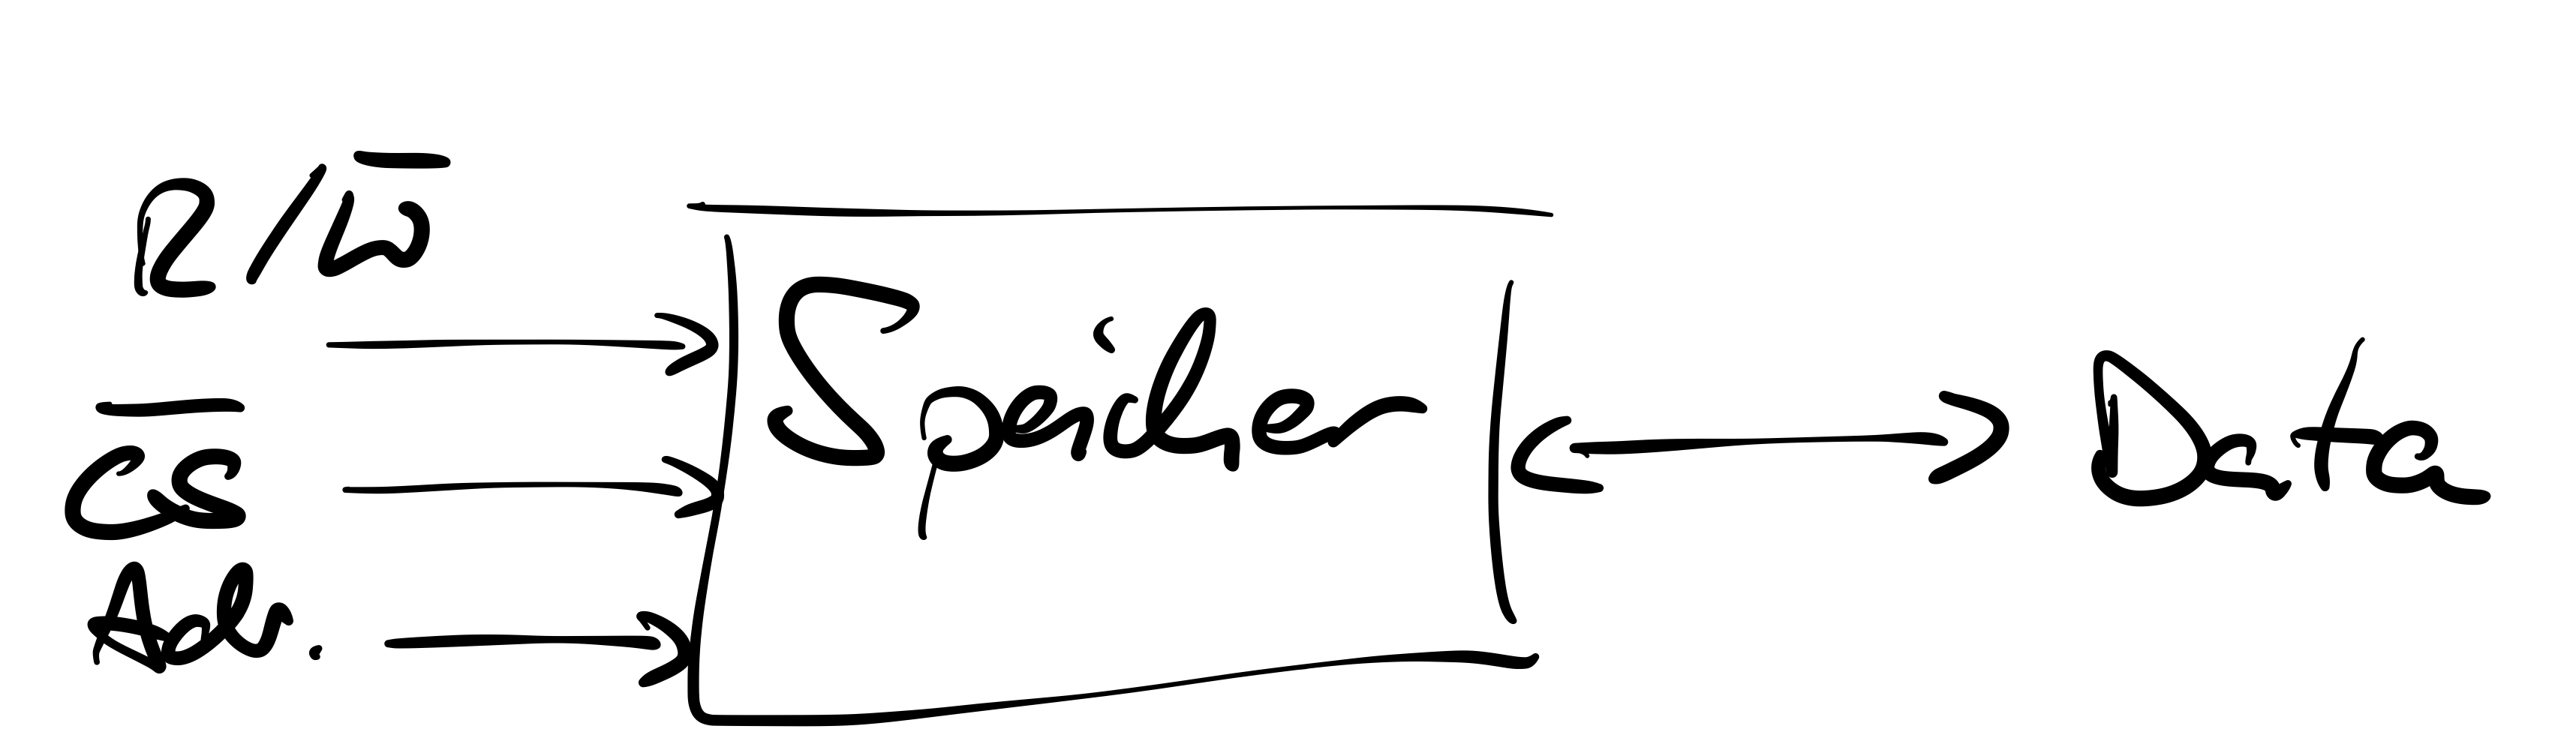 R/W̅
Speicher
C̅S̅
Data
Adr.